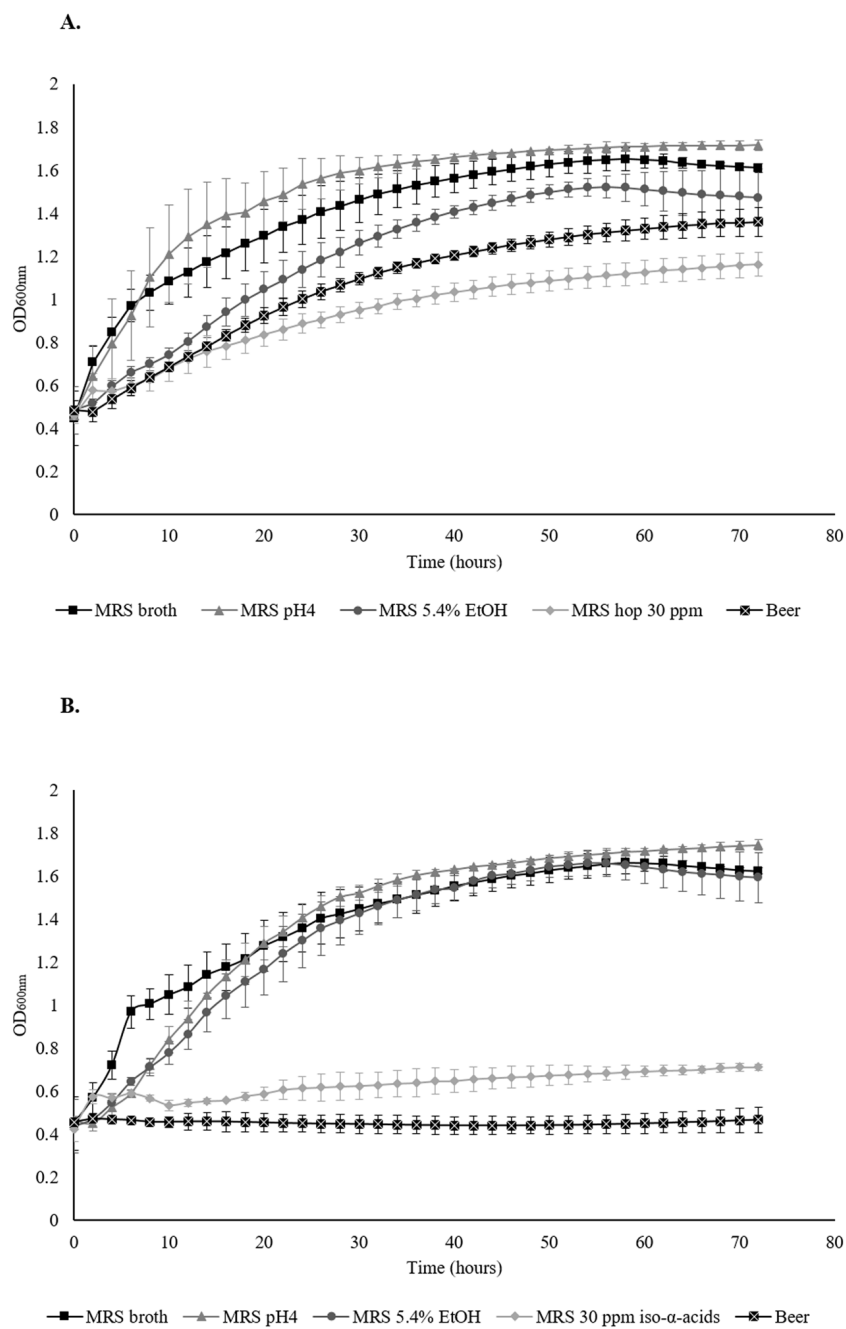 A.
2
1.8
1.6
1.4
1.2
1
0.8
0.6
0.4
0.2
0
OD600nm
0 10 20 30 40 50 60 70 80
Time (hours)
MRS broth MRS pH4 MRS 5.4% EtOH MRS hop 30 ppm Beer
B.
2
1.8
1.6
1.4
1.2
1
0.8
0.6
0.4
0.2
0
OD600nm
0 10 20 30 40 50 60 70 80
Time (hours)
MRS broth MRS pH4 MRS 5.4% EtOH MRS 30 ppm iso-α-acids Beer